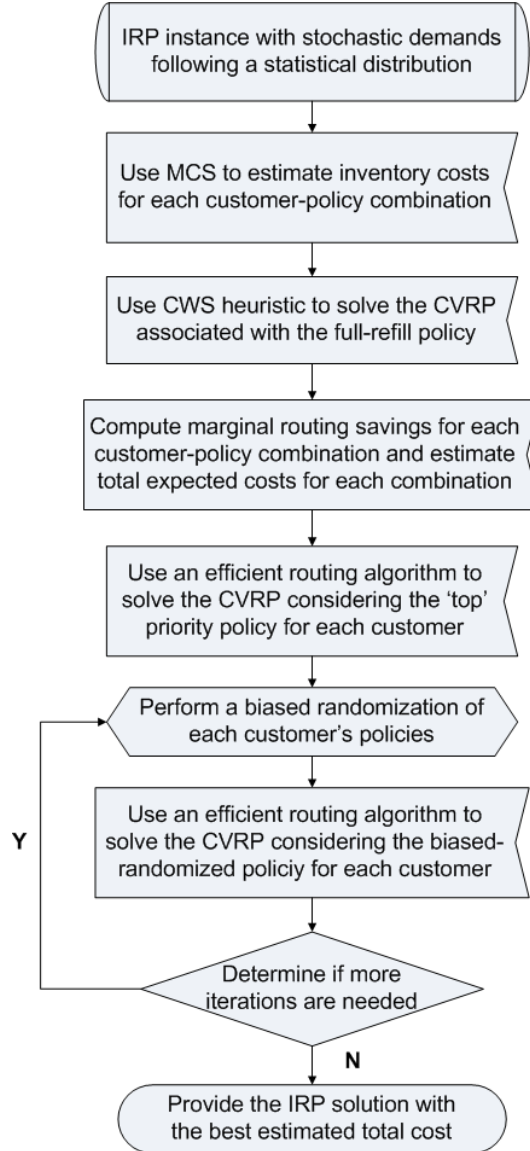 IRP instance with stochastic demands
following a statistical distribution
Use MCS to estimate inventory costs
for each customer-policy combination
Use CWS heuristic to solve the CVRP
associated with the full-refill policy
Compute marginal routing savings for each
customer-policy combination and estimate
total expected costs for each combination
Use an efficient routing algorithm to
solve the CVRP considering the ‘top’
priority policy for each customer
Perform a biased randomization of
each customer’s policies
Use an efficient routing algorithm to
solve the CVRP considering the biased-
randomized policiy for each customer
Y
Determine if more
iterations are needed
N
Provide the IRP solution with
the best estimated total cost